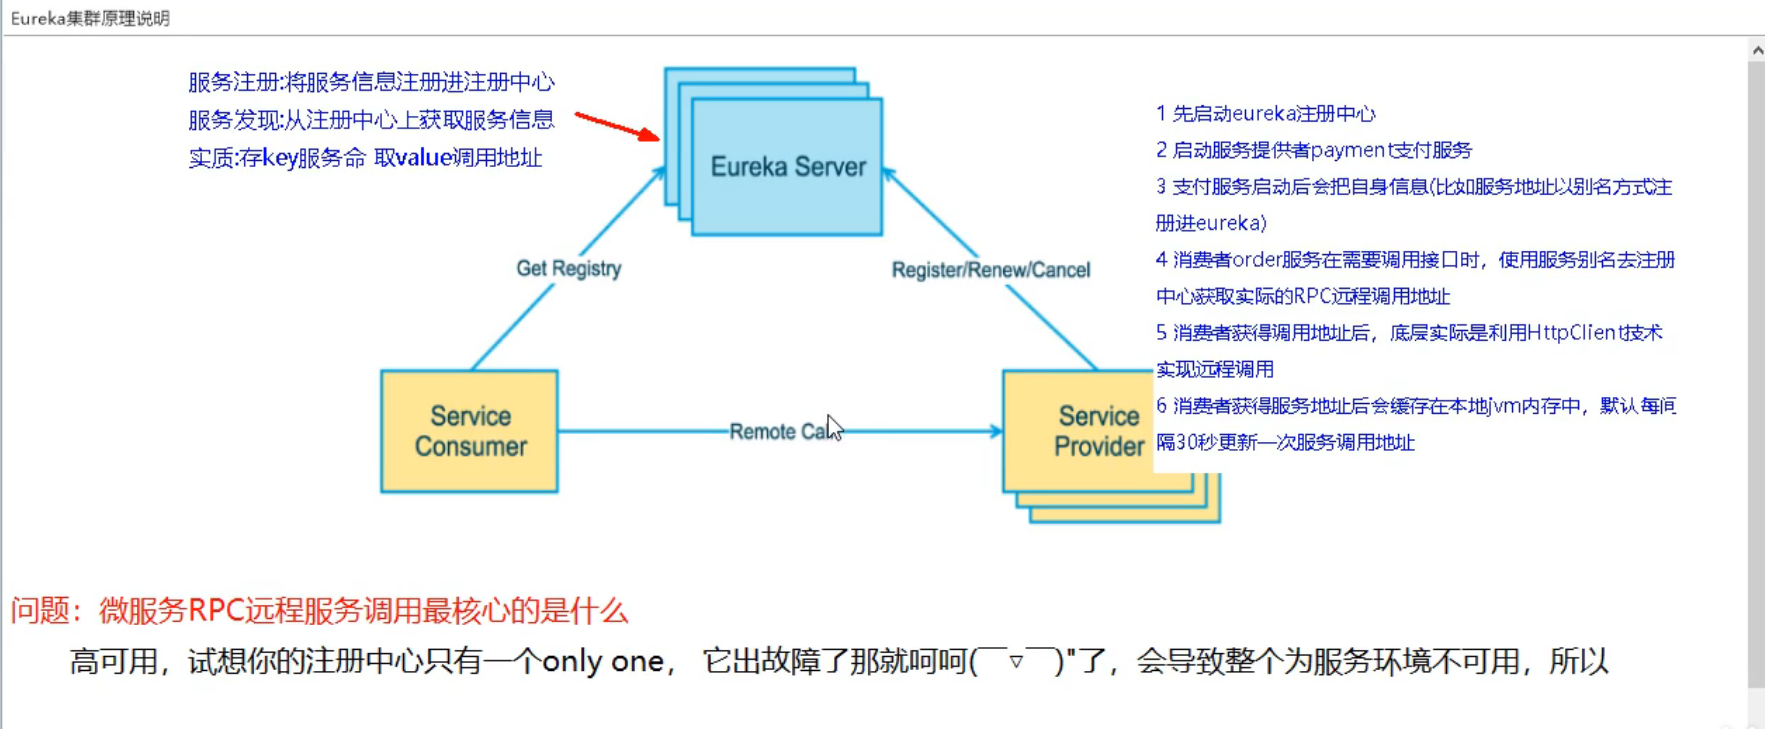 Eureka集群原理说明
服务注册:将服务信息注册进注册中心
服务发现:从注册中心上获取服务信息
实质:存key服务命 取value调用地址
Eureka Server
1 先启动eureka注册中心
2 启动服务提供者payment支付服务
3 支付服务启动后会把自身信息(比如服务地址以别名方式注
册进eureka)
4 消费者order服务在需要调用接口时，使用服务别名去注册
中心获取实际的RPC远程调用地址
5 消费者获得调用地址后，底层实际是利用HttpClient技术
实现远程调用
6 消费者获得服务地址后会缓存在本地jvm内存中，默认每间
隔30秒更新一次服务调用地址
Get Registry
Register/Renew/Cancel
Service
Consumer
Remote Call
Service
Provider
问题：微服务RPC远程服务调用最核心的是什么
高可用，试想你的注册中心只有一个only one， 它出故障了那就呵呵(￣▽￣)"了，会导致整个为服务环境不可用，所以